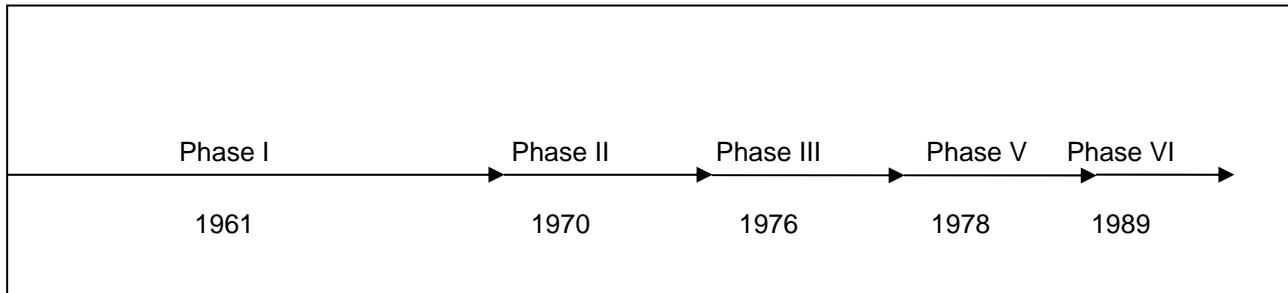 Phase I Phase II Phase III Phase V Phase VI
1961 1970 1976 1978 1989